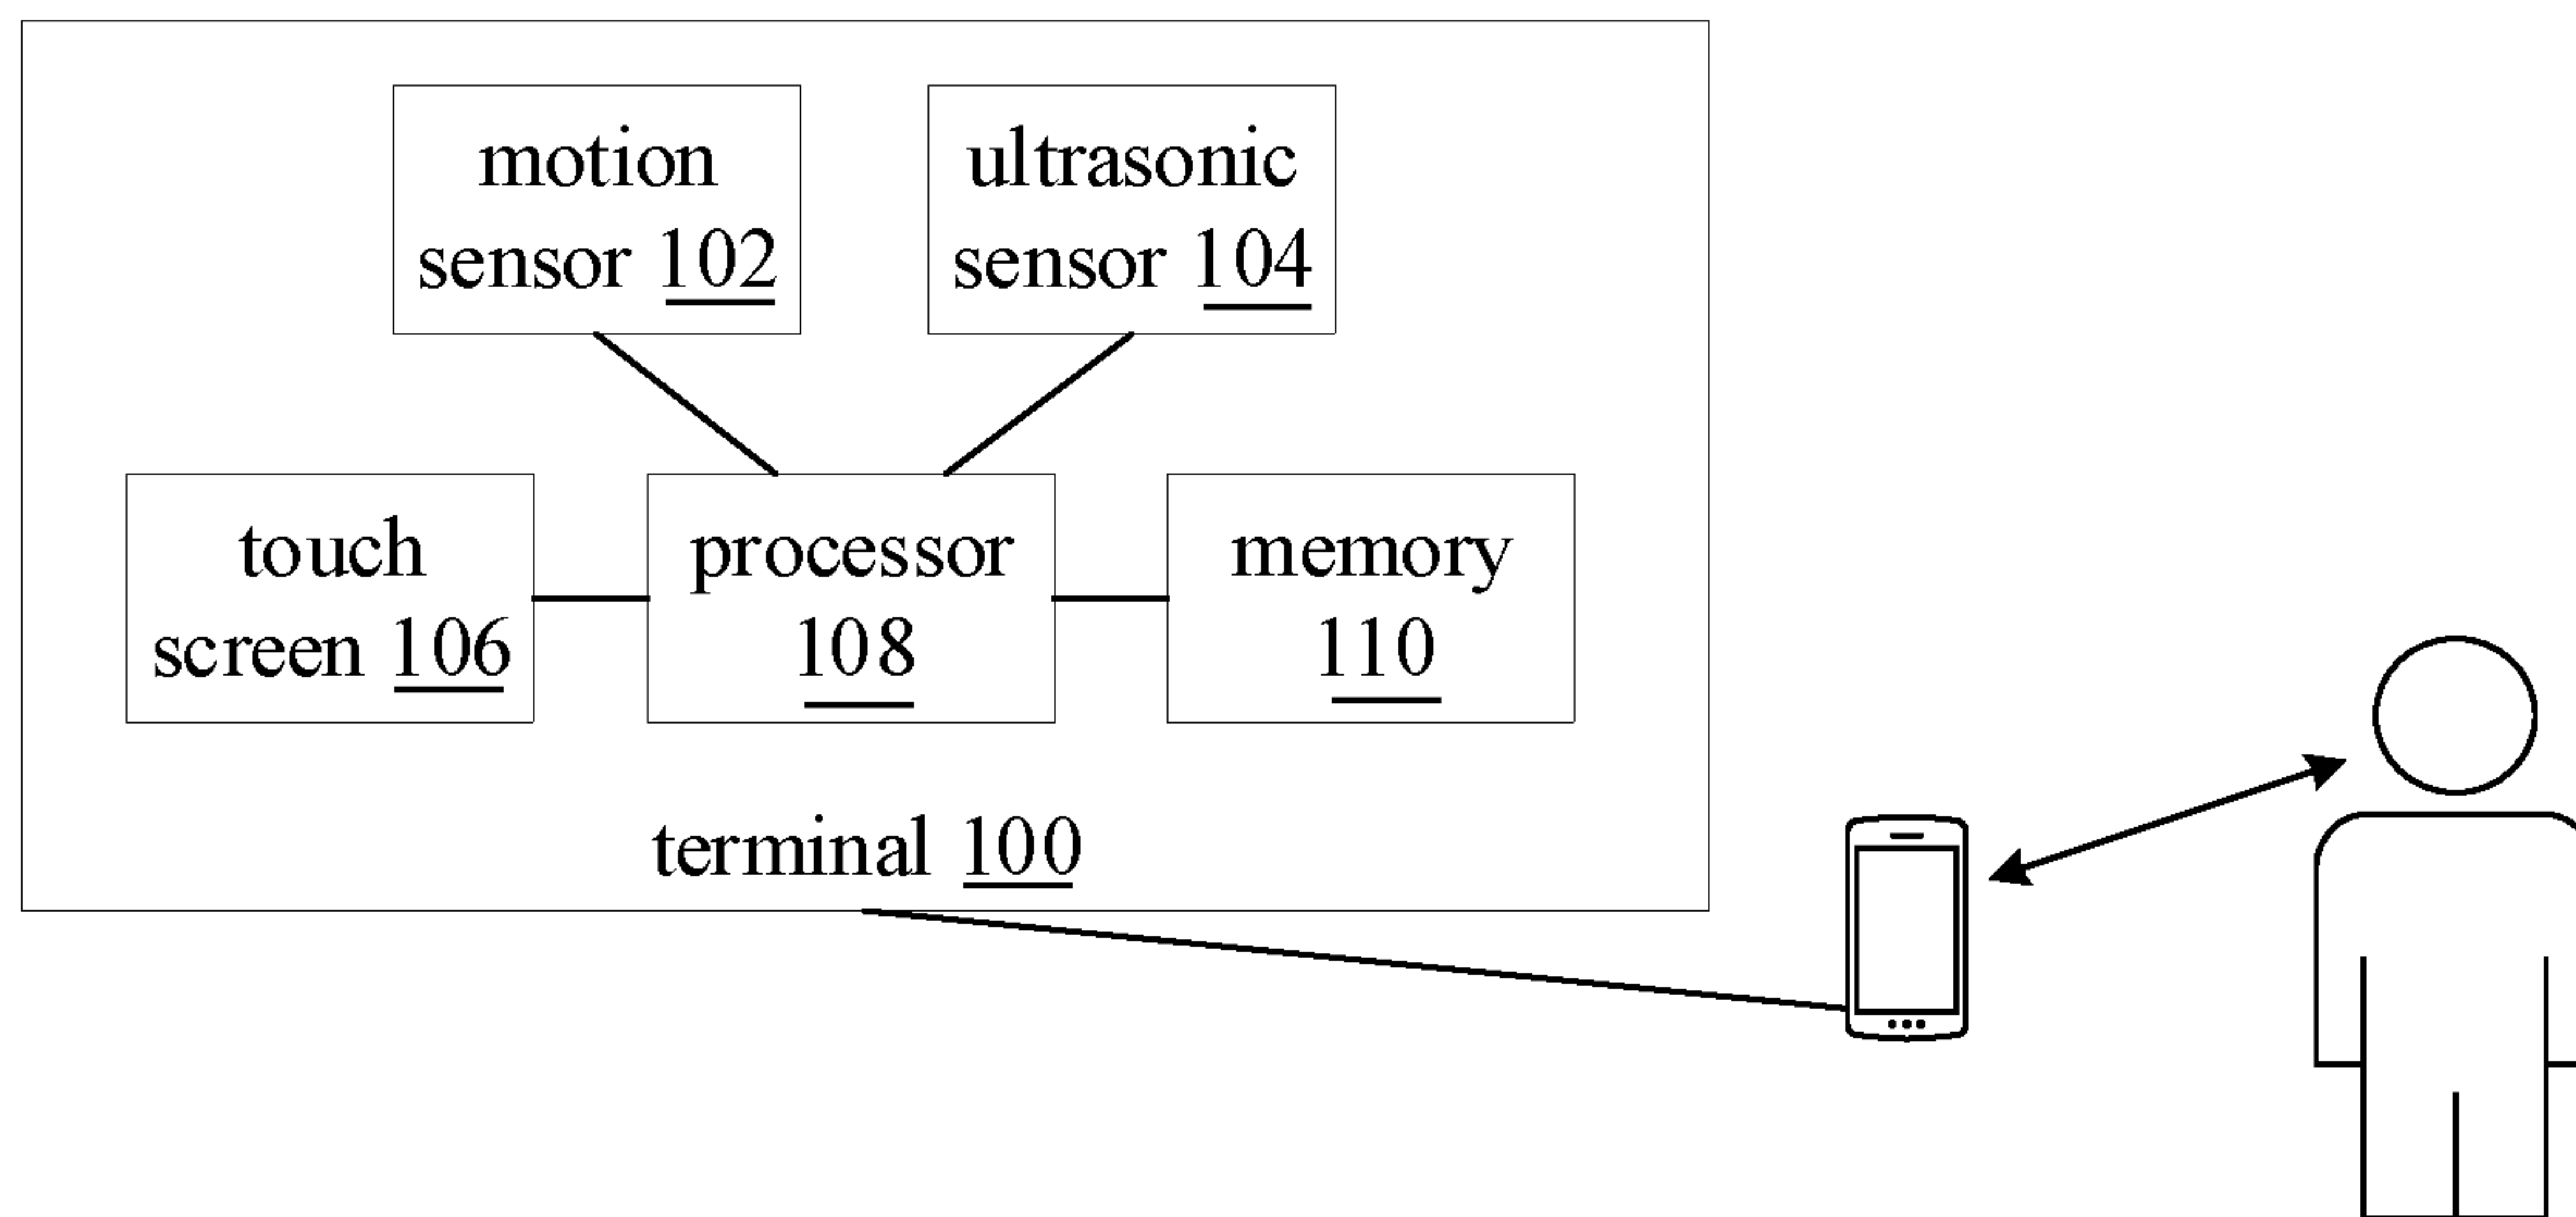 motion
sensor 102
ultrasonic
sensor 104
touch
screen 106
processor
108
memory
110
terminal 100